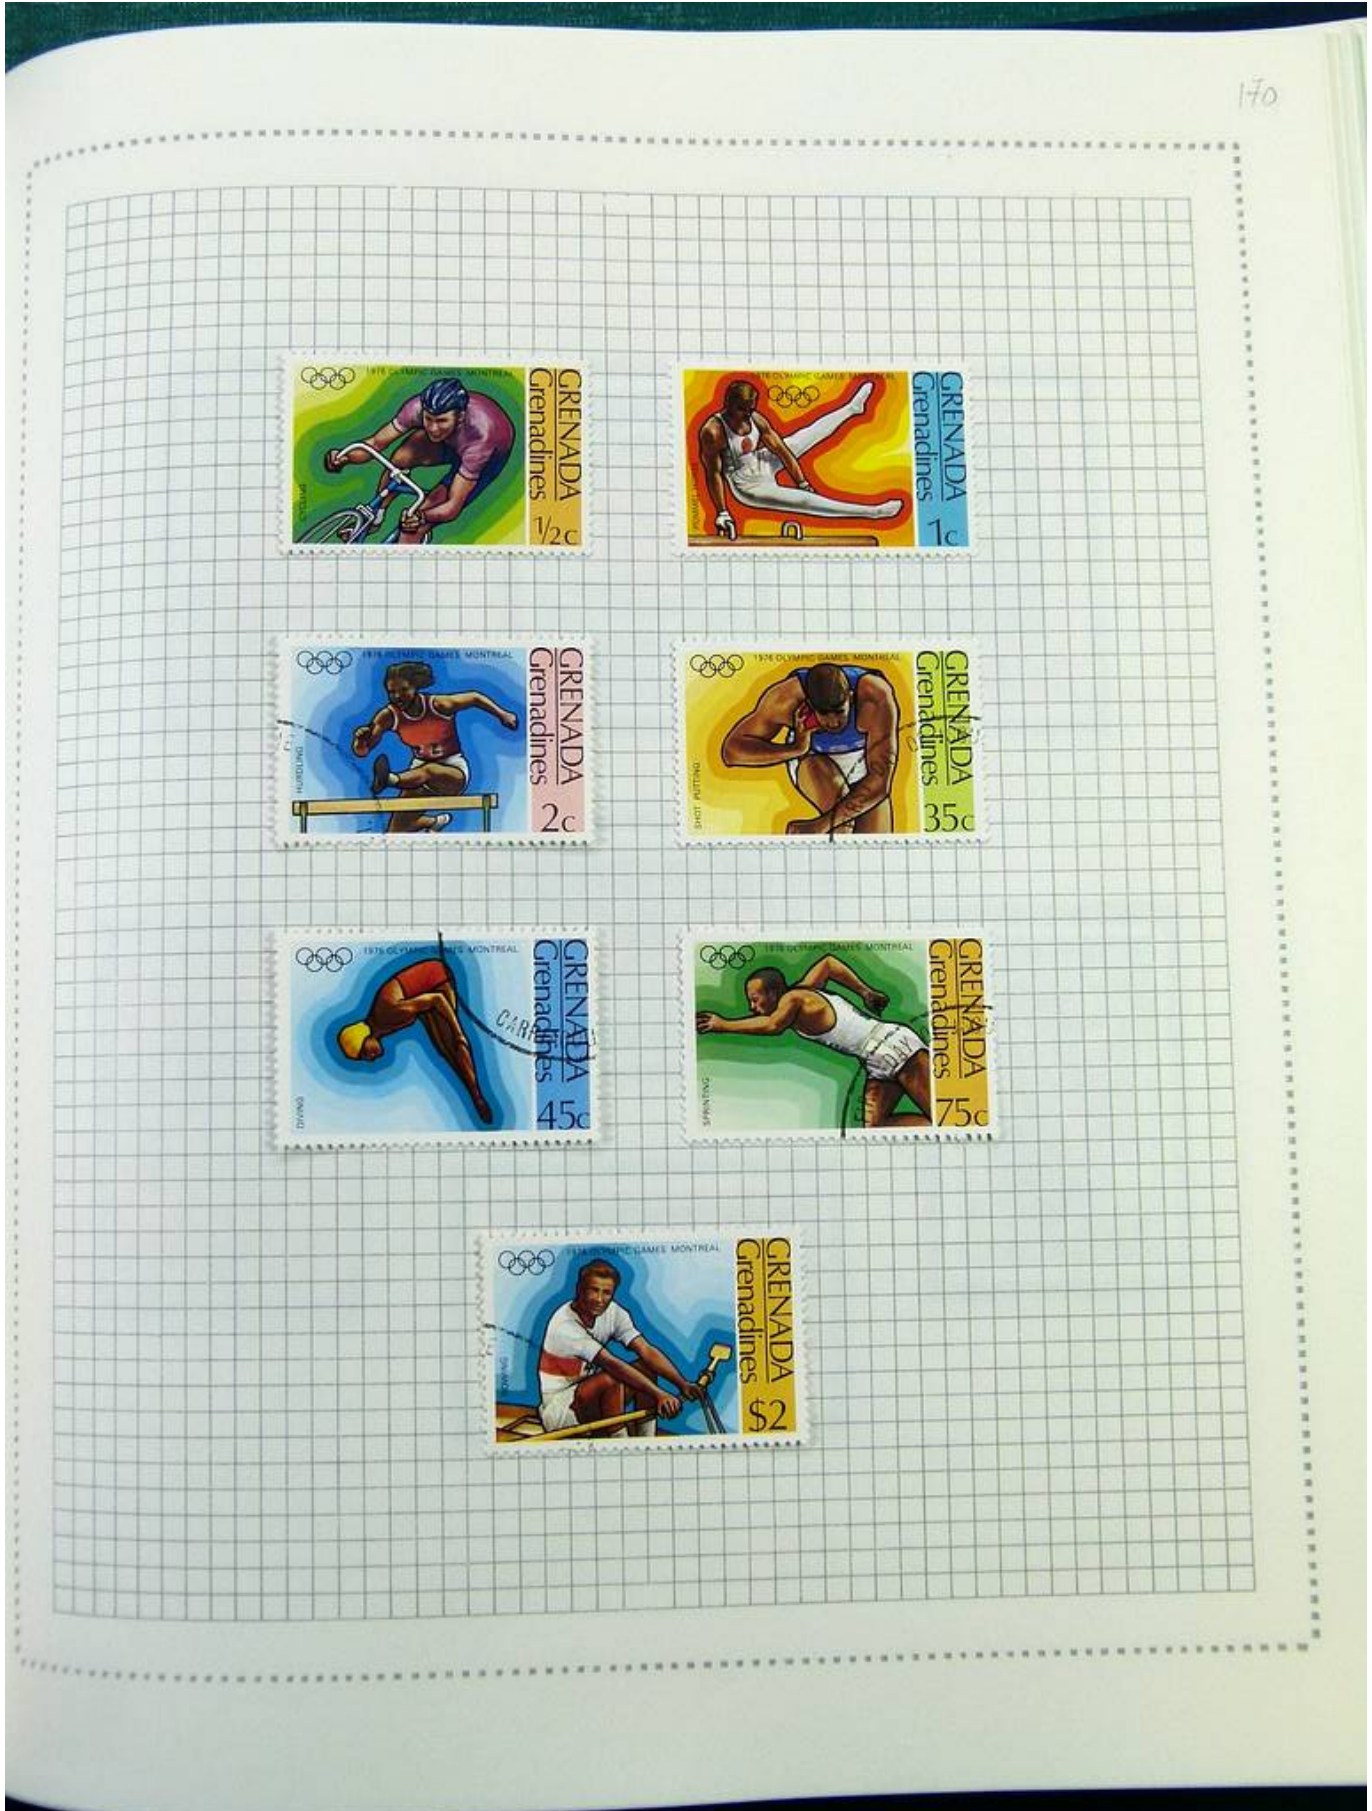 170
1976 OLYMPIC GAMES MONTREAL
CYCLING
GRENADA
Grenadines
1/2c
1976 OLYMPIC GAMES MONTREAL
GRENADA
Grenadines
1c
1976 OLYMPIC GAMES MONTREAL
HURDLING
GRENADA
Grenadines
2c
1976 OLYMPIC GAMES MONTREAL
SHOT PUTTING
GRENADA
Grenadines
35c
1976 OLYMPIC GAMES MONTREAL
DIVING
GRENADA
Grenadines
45c
1976 OLYMPIC GAMES MONTREAL
SPRINTING
GRENADA
Grenadines
75c
1976 OLYMPIC GAMES MONTREAL
ROWING
GRENADA
Grenadines
$2